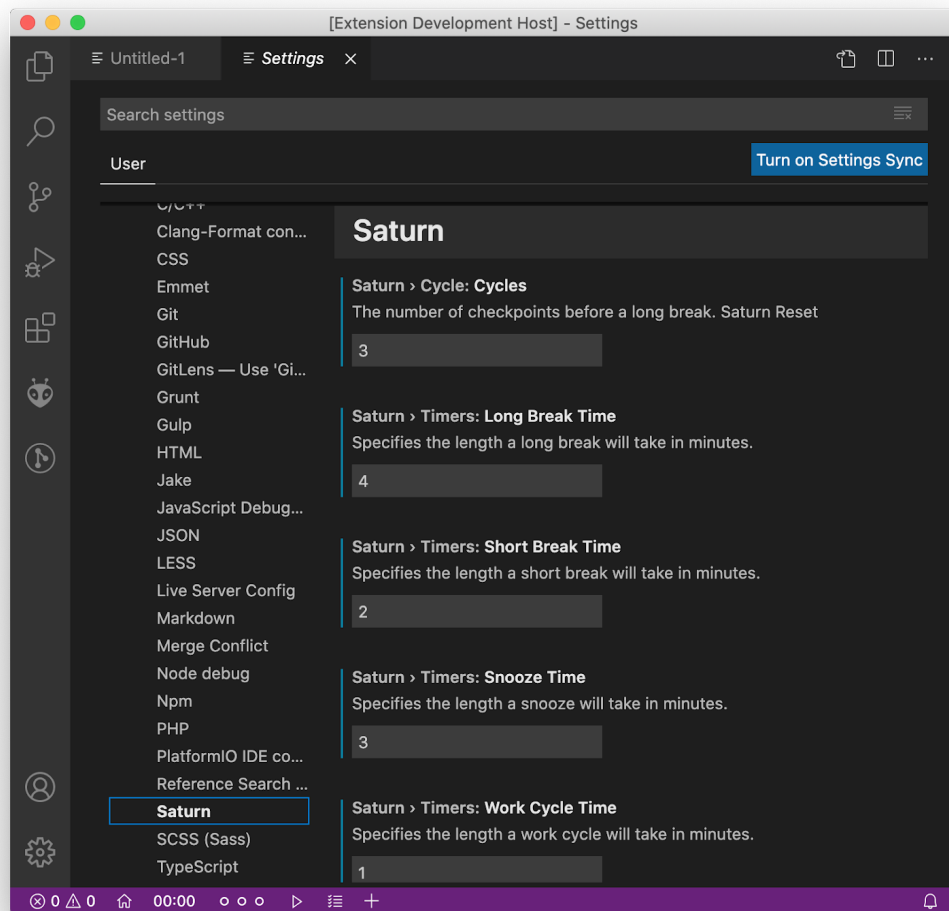 [Extension Development Host] - Settings
Untitled-1
Settings
Search settings
User
Turn on Settings Sync
C/C++
Clang-Format con...
CSS
Emmet
Git
GitHub
GitLens — Use 'Gi...
Grunt
Gulp
HTML
Jake
JavaScript Debug...
JSON
LESS
Live Server Config
Markdown
Merge Conflict
Node debug
Npm
PHP
PlatformIO IDE co...
Reference Search ...
Saturn
SCSS (Sass)
TypeScript
Saturn
Saturn › Cycle: Cycles
The number of checkpoints before a long break. Saturn Reset
3
Saturn › Timers: Long Break Time
Specifies the length a long break will take in minutes.
4
Saturn › Timers: Short Break Time
Specifies the length a short break will take in minutes.
2
Saturn › Timers: Snooze Time
Specifies the length a snooze will take in minutes.
3
Saturn › Timers: Work Cycle Time
Specifies the length a work cycle will take in minutes.
1
0 0 00:00